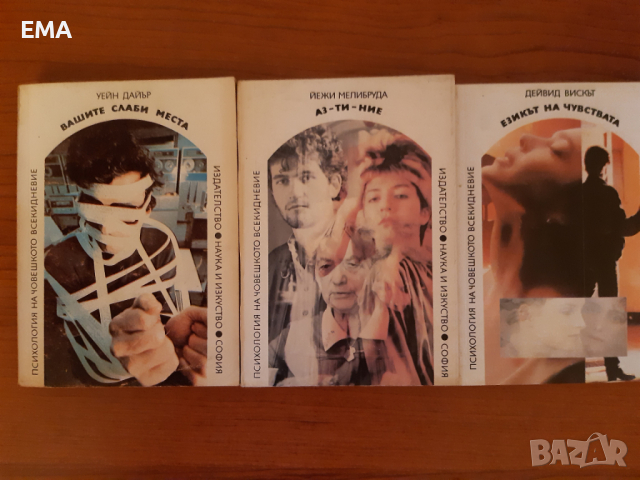 EMA
УЕЙН ДАЙЪР
ВАШИТЕ СЛАБИ МЕСТА
ПСИХОЛОГИЯ НА ЧОВЕШКОТО ВСЕКИДНЕВИЕ
ИЗДАТЕЛСТВО ● НАУКА И ИЗКУСТВО ● СОФИЯ
ЙЕЖИ МЕЛИБРУДА
АЗ-ТИ-НИЕ
ПСИХОЛОГИЯ НА ЧОВЕШКОТО ВСЕКИДНЕВИЕ
ИЗДАТЕЛСТВО ● НАУКА И ИЗКУСТВО ● СОФИЯ
ДЕЙВИД ВИСКЪТ
ЕЗИКЪТ НА ЧУВСТВАТА
ПСИХОЛОГИЯ НА ЧОВЕШКОТО ВСЕКИДНЕВИЕ
BAZAR